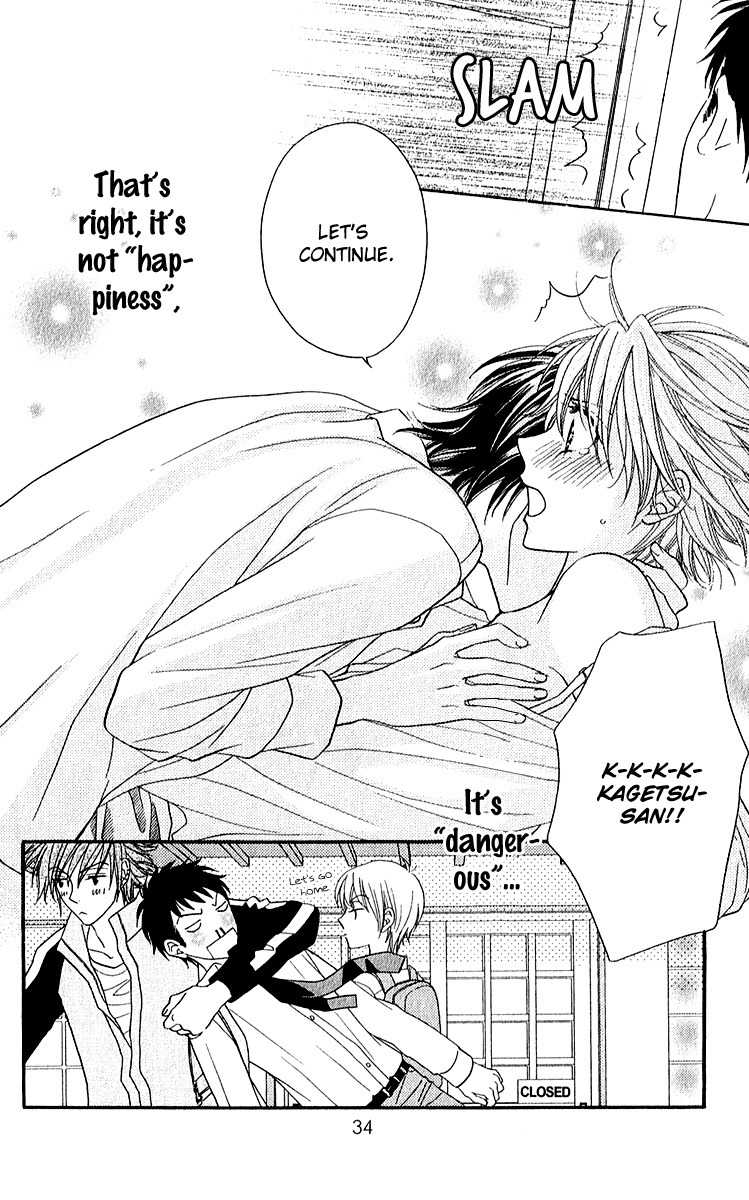 SLAM
LET'S
CONTINUE.
That's
right, it's
not "hap-
piness",
K-K-K-K-
KAGETSU-
SAN!!
It's
"danger-
ous"...
Let's go
home
CLOSED
34